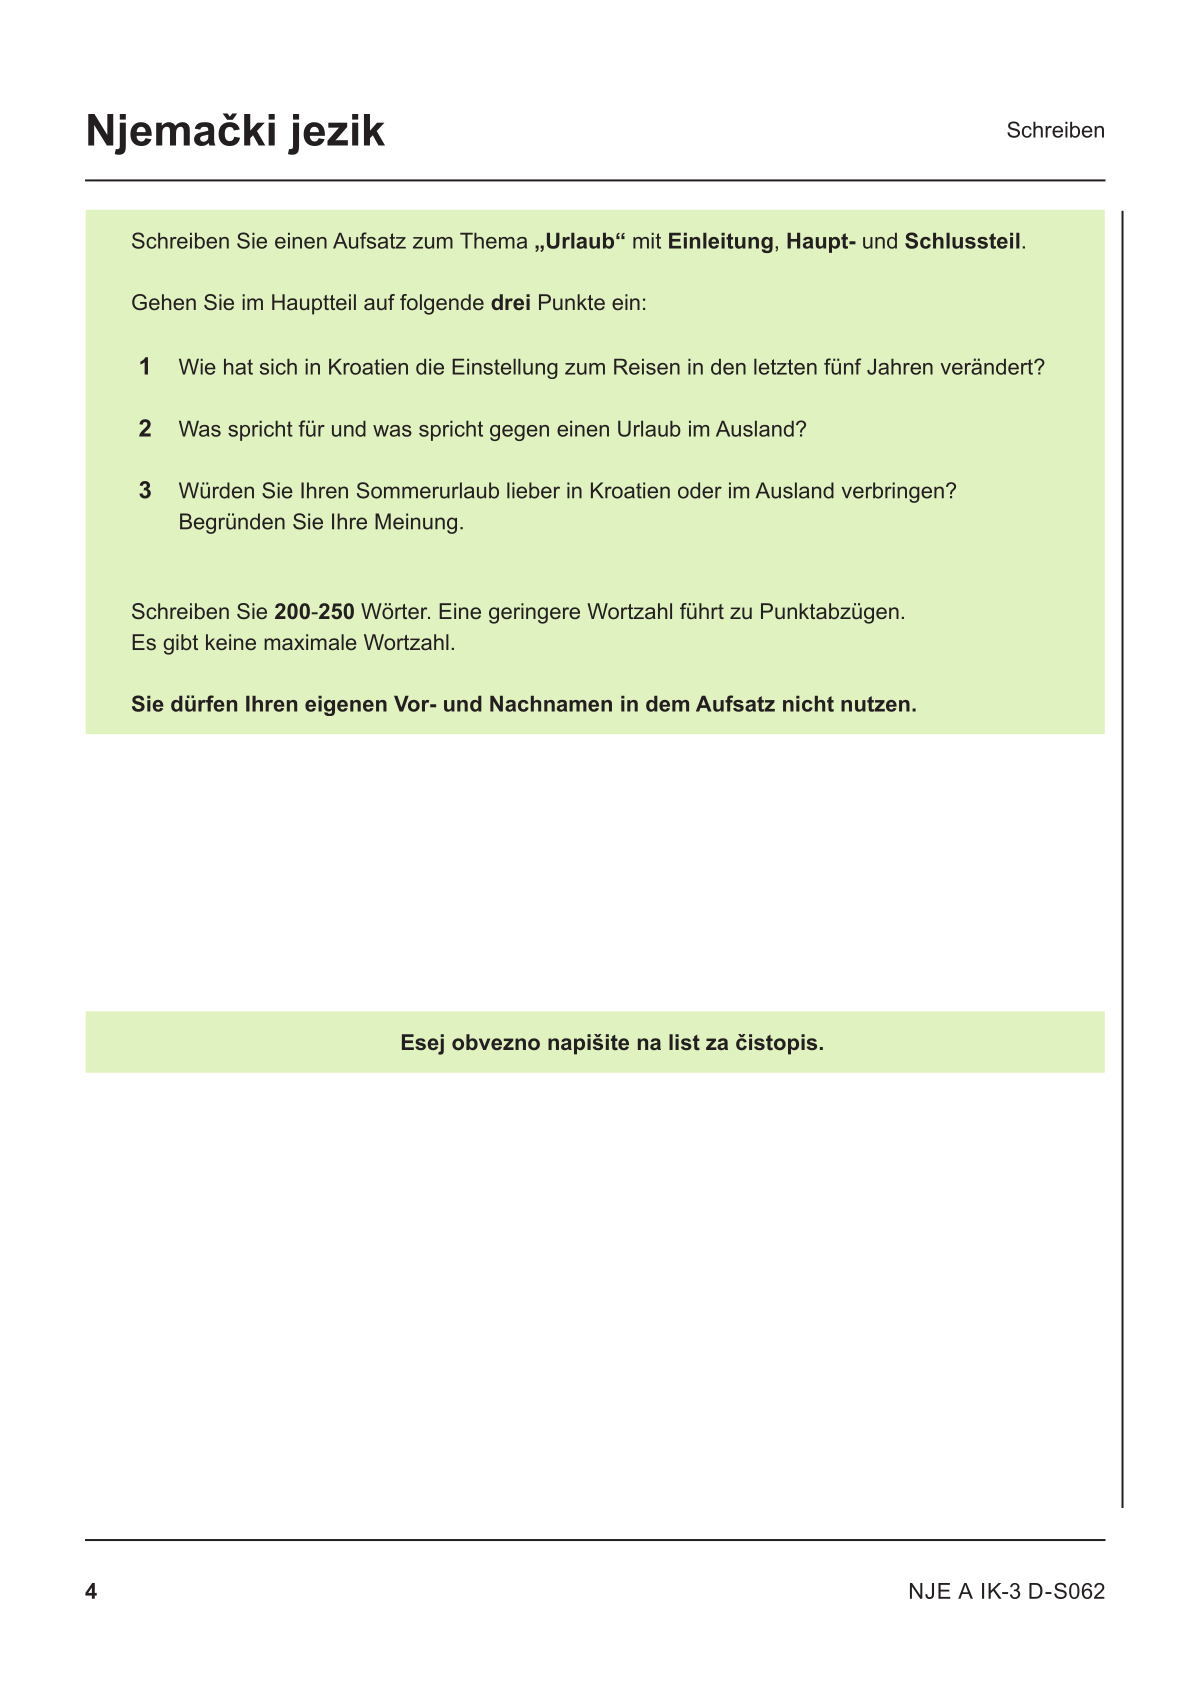 Njemački jezik
Schreiben
Schreiben Sie einen Aufsatz zum Thema „Urlaub“ mit Einleitung, Haupt- und Schlussteil.
Gehen Sie im Hauptteil auf folgende drei Punkte ein:
1 Wie hat sich in Kroatien die Einstellung zum Reisen in den letzten fünf Jahren verändert?
2 Was spricht für und was spricht gegen einen Urlaub im Ausland?
3 Würden Sie Ihren Sommerurlaub lieber in Kroatien oder im Ausland verbringen?
Begründen Sie Ihre Meinung.
Schreiben Sie 200-250 Wörter. Eine geringere Wortzahl führt zu Punktabzügen.
Es gibt keine maximale Wortzahl.
Sie dürfen Ihren eigenen Vor- und Nachnamen in dem Aufsatz nicht nutzen.
Esej obvezno napišite na list za čistopis.
4
NJE A IK-3 D-S062